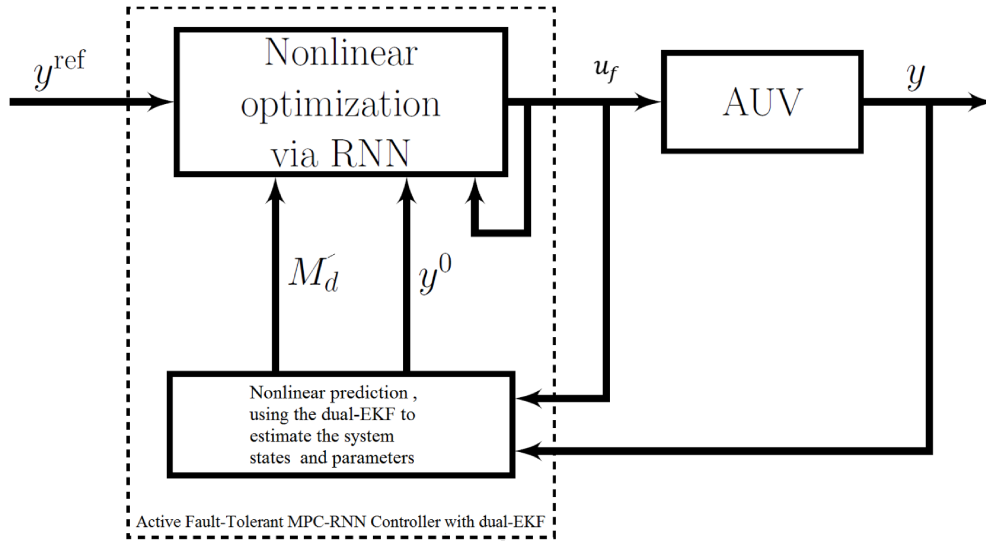 y^ref
Nonlinear
optimization
via RNN
u_f
AUV
y
M_d´
y^0
Nonlinear prediction ,
using the dual-EKF to
estimate the system
states and parameters
Active Fault-Tolerant MPC-RNN Controller with dual-EKF